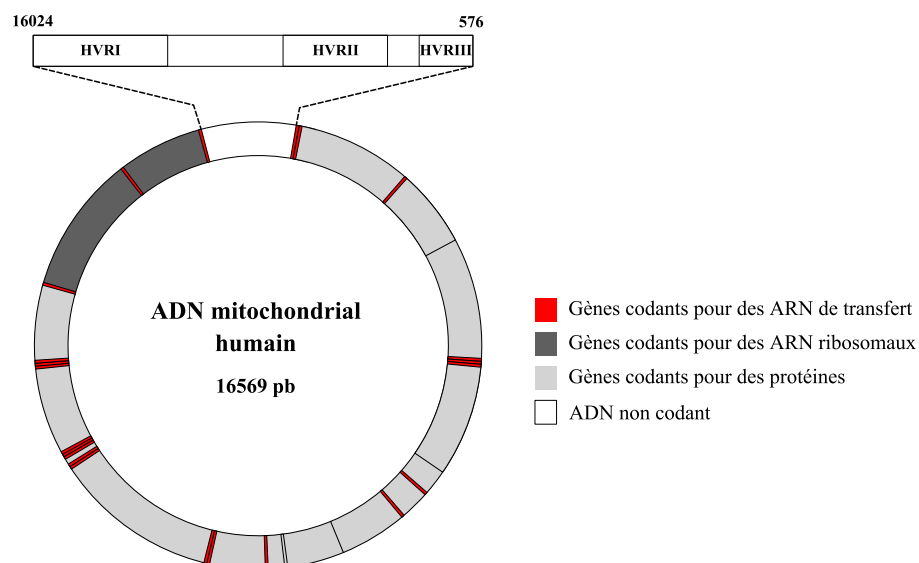 16024 576
HVRI HVRII HVRIII
ADN mitochondrial
humain
16569 pb
Gènes codants pour des ARN de transfert
Gènes codants pour des ARN ribosomaux
Gènes codants pour des protéines
ADN non codant